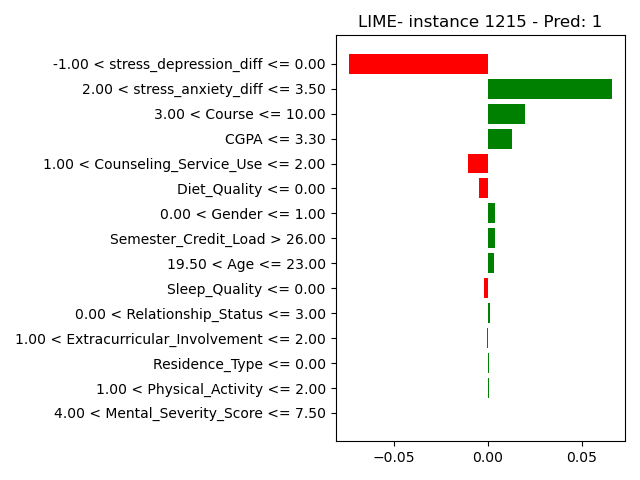 LIME- instance 1215 - Pred: 1
-1.00 < stress_depression_diff <= 0.00
2.00 < stress_anxiety_diff <= 3.50
3.00 < Course <= 10.00
CGPA <= 3.30
1.00 < Counseling_Service_Use <= 2.00
Diet_Quality <= 0.00
0.00 < Gender <= 1.00
Semester_Credit_Load > 26.00
19.50 < Age <= 23.00
Sleep_Quality <= 0.00
0.00 < Relationship_Status <= 3.00
1.00 < Extracurricular_Involvement <= 2.00
Residence_Type <= 0.00
1.00 < Physical_Activity <= 2.00
4.00 < Mental_Severity_Score <= 7.50
−0.05 0.00 0.05